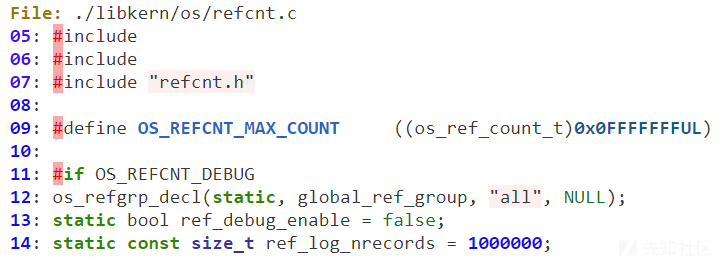 File: ./libkern/os/refcnt.c
05: #include
06: #include
07: #include "refcnt.h"
08:
09: #define OS_REFCNT_MAX_COUNT     ((os_ref_count_t)0x0FFFFFFFUL)
10:
11: #if OS_REFCNT_DEBUG
12: os_refgrp_decl(static, global_ref_group, "all", NULL);
13: static bool ref_debug_enable = false;
14: static const size_t ref_log_nrecords = 1000000;
先知社区